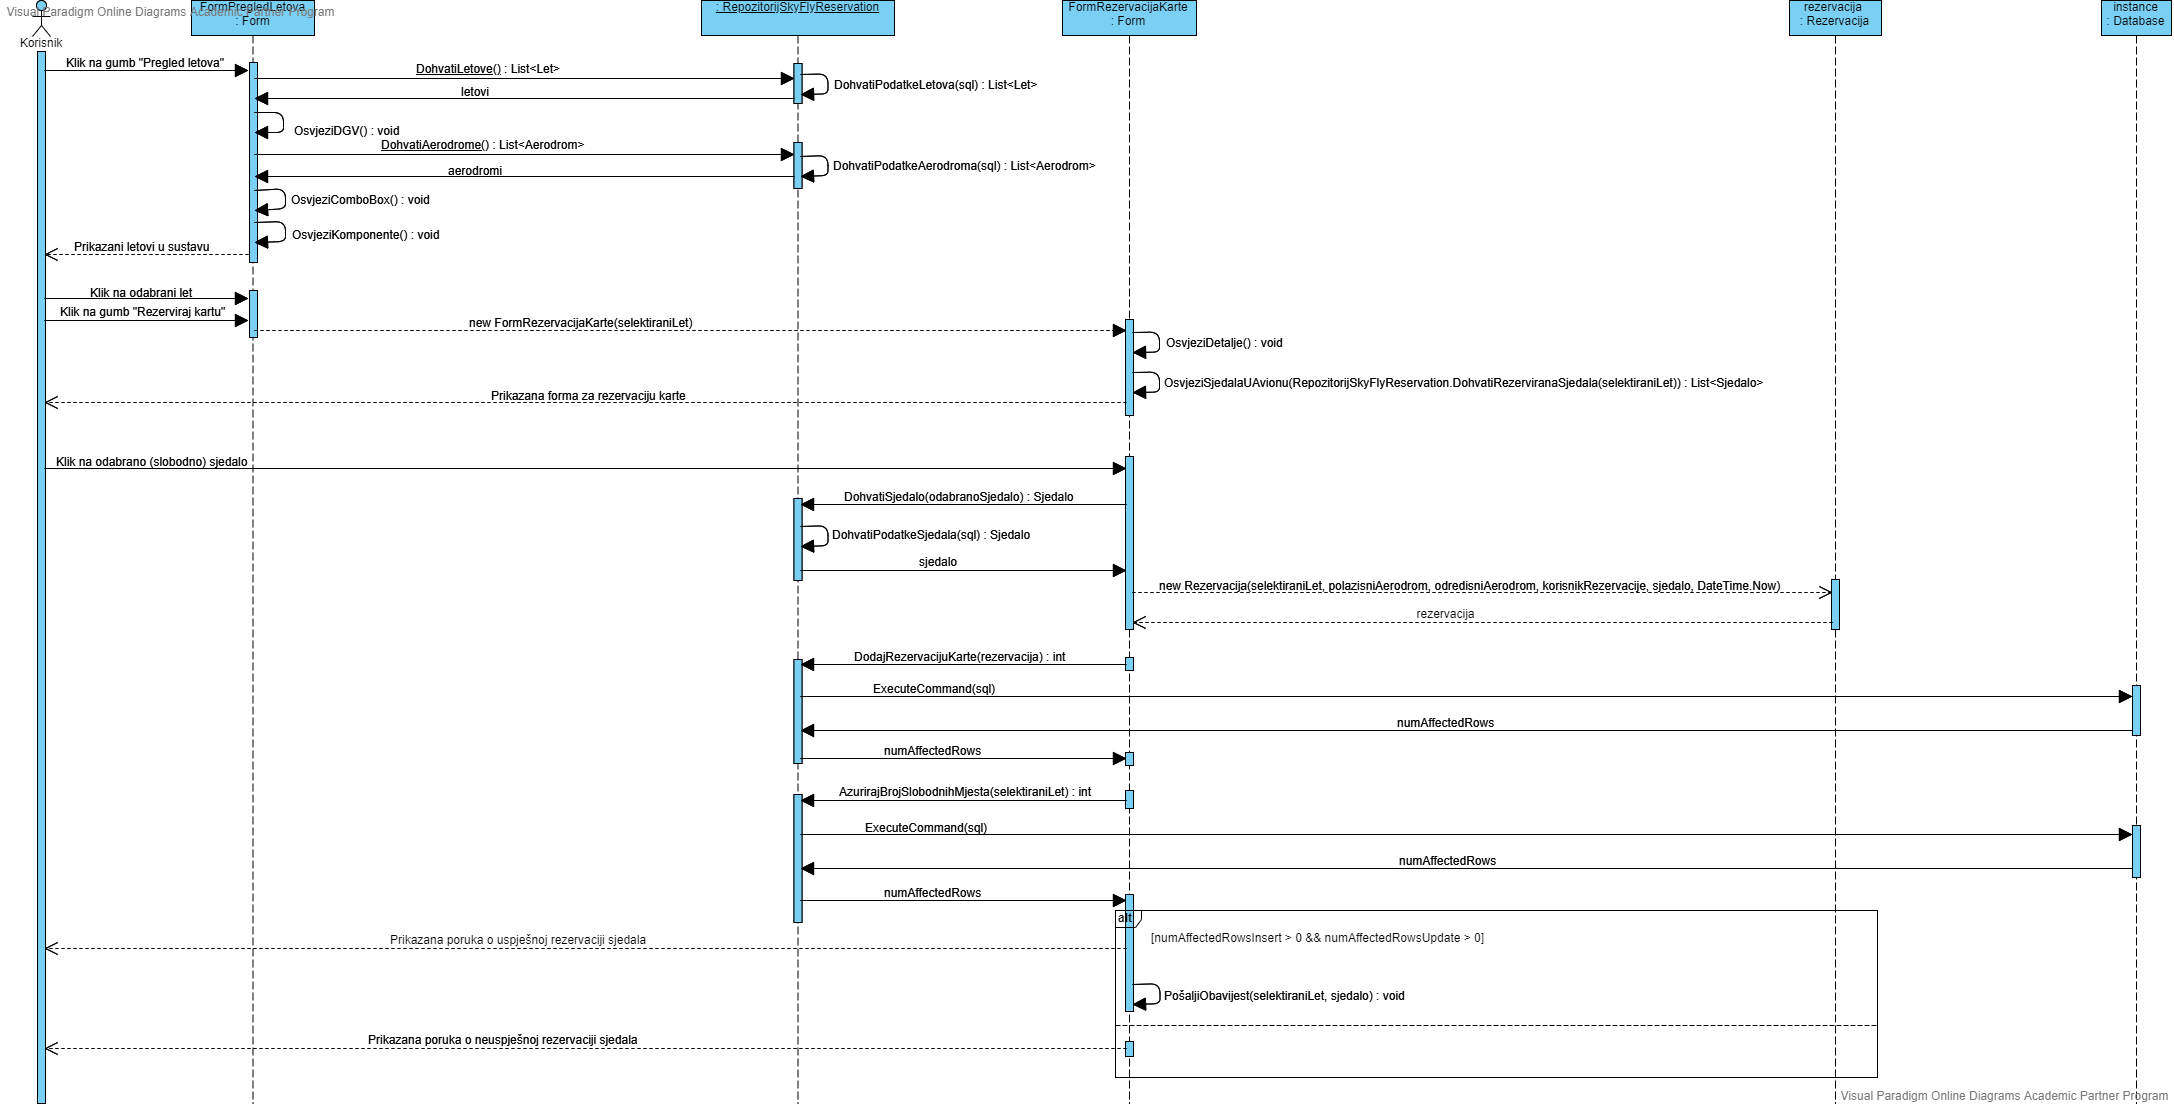 Visual Paradigm Online Diagrams Academic Partner Program
Korisnik
FormPregledLetova
: Form
: RepozitorijSkyFlyReservation
FormRezervacijaKarte
: Form
rezervacija
: Rezervacija
instance
: Database
Klik na gumb "Pregled letova"
DohvatiLetove() : List<Let>
DohvatiPodatkeLetova(sql) : List<Let>
letovi
OsvjeziDGV() : void
DohvatiAerodrome() : List<Aerodrom>
DohvatiPodatkeAerodroma(sql) : List<Aerodrom>
aerodromi
OsvjeziComboBox() : void
OsvjeziKomponente() : void
Prikazani letovi u sustavu
Klik na odabrani let
Klik na gumb "Rezerviraj kartu"
new FormRezervacijaKarte(selektiraniLet)
OsvjeziDetalje() : void
OsvjeziSjedalaUAvionu(RepozitorijSkyFlyReservation.DohvatiRezerviranaSjedala(selektiraniLet)) : List<Sjedalo>
Prikazana forma za rezervaciju karte
Klik na odabrano (slobodno) sjedalo
DohvatiSjedalo(odabranoSjedalo) : Sjedalo
DohvatiPodatkeSjedala(sql) : Sjedalo
sjedalo
new Rezervacija(selektiraniLet, polazisniAerodrom, odredisniAerodrom, korisnikRezervacije, sjedalo, DateTime.Now)
rezervacija
DodajRezervacijuKarte(rezervacija) : int
ExecuteCommand(sql)
numAffectedRows
numAffectedRows
AzurirajBrojSlobodnihMjesta(selektiraniLet) : int
ExecuteCommand(sql)
numAffectedRows
numAffectedRows
alt
[numAffectedRowsInsert > 0 && numAffectedRowsUpdate > 0]
Prikazana poruka o uspješnoj rezervaciji sjedala
PošaljiObavijest(selektiraniLet, sjedalo) : void
Prikazana poruka o neuspješnoj rezervaciji sjedala
Visual Paradigm Online Diagrams Academic Partner Program